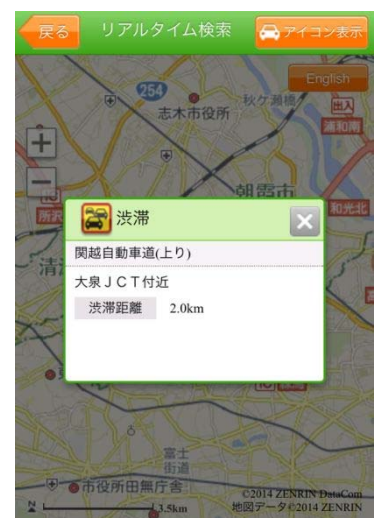 戻る
リアルタイム検索
アイコン表示
English
254
志木市役所
秋ケ瀬橋
出入
浦和南
朝霞市
所沢
和光北
渋滞
関越自動車道(上り)
大泉ＪＣＴ付近
渋滞距離 2.0km
富士
街道
市役所田無庁舎
3.5km
©2014 ZENRIN DataCom
地図データ©2014 ZENRIN